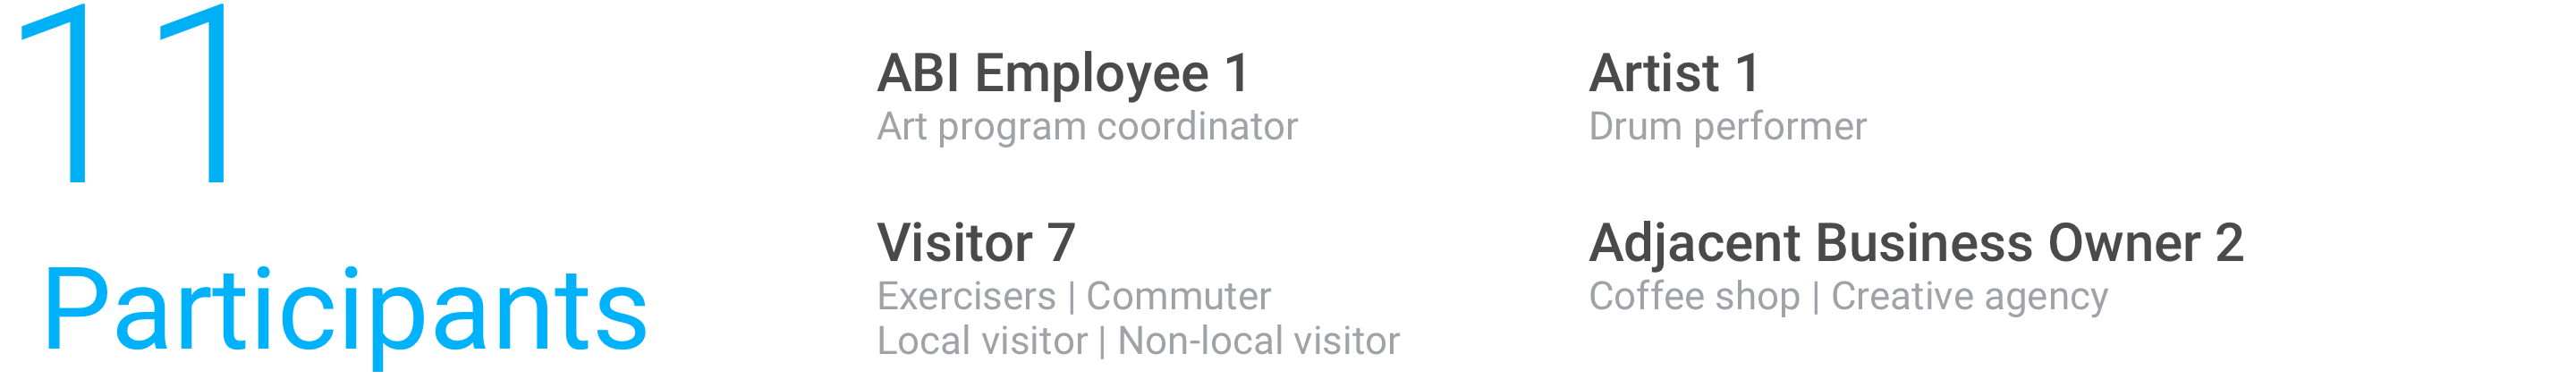 11
Participants
ABI Employee 1
Art program coordinator
Artist 1
Drum performer
Visitor 7
Exercisers | Commuter
Local visitor | Non-local visitor
Adjacent Business Owner 2
Coffee shop | Creative agency